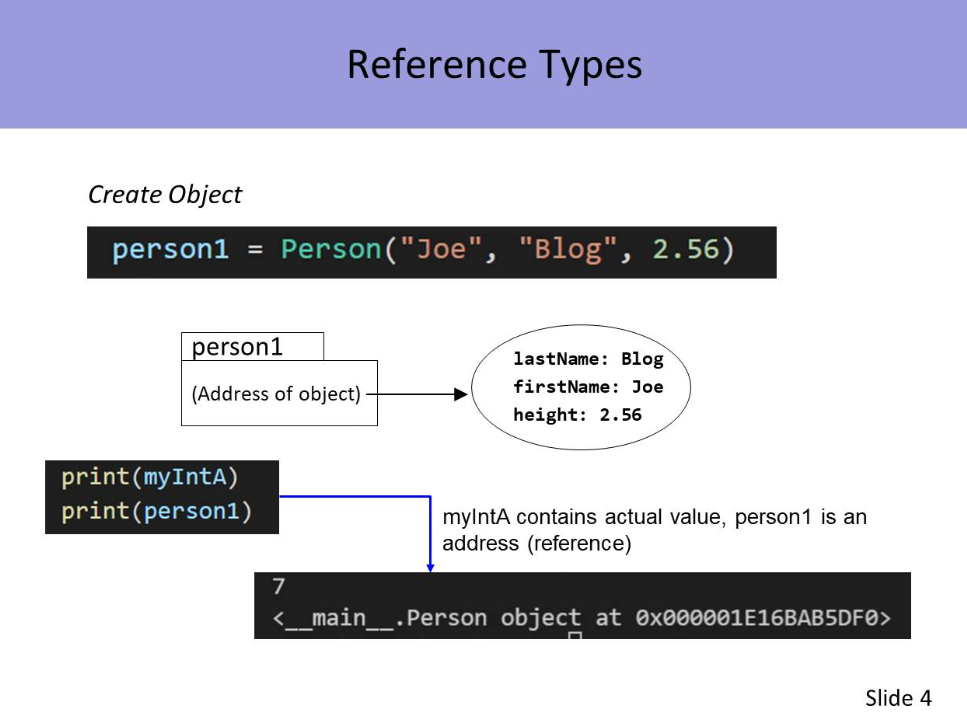 Reference Types
Create Object
person1 = Person("Joe", "Blog", 2.56)
person1
(Address of object)
lastName: Blog
firstName: Joe
height: 2.56
print(myIntA)
print(person1)
myIntA contains actual value, person1 is an
address (reference)
7
<__main__.Person object at 0x000001E16BAB5DF0>
Slide 4